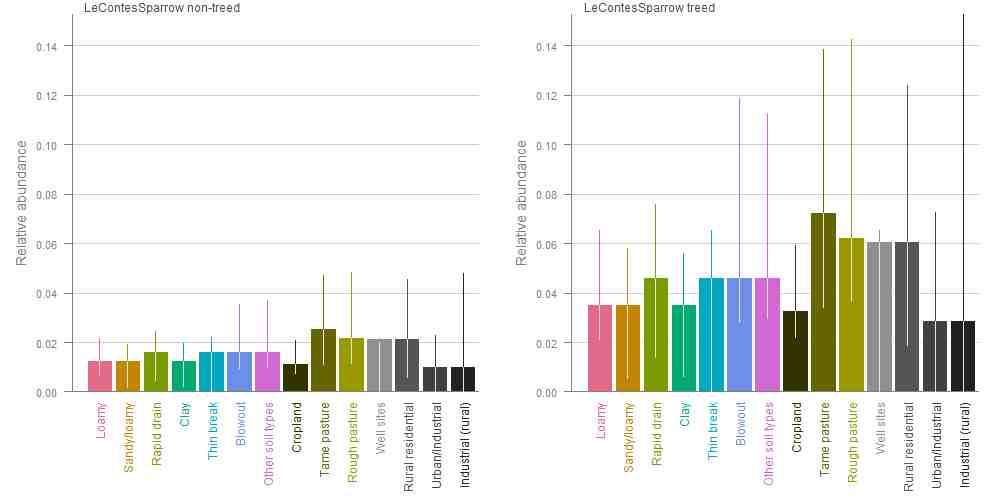 LeContesSparrow non-treed
Relative abundance
0.14
0.12
0.10
0.08
0.06
0.04
0.02
0.00
Loamy
Sandy/loamy
Rapid drain
Clay
Thin break
Blowout
Other soil types
Cropland
Tame pasture
Rough pasture
Well sites
Rural residential
Urban/Industrial
Industrial (rural)
LeContesSparrow treed
Relative abundance
0.14
0.12
0.10
0.08
0.06
0.04
0.02
0.00
Loamy
Sandy/loamy
Rapid drain
Clay
Thin break
Blowout
Other soil types
Cropland
Tame pasture
Rough pasture
Well sites
Rural residential
Urban/Industrial
Industrial (rural)